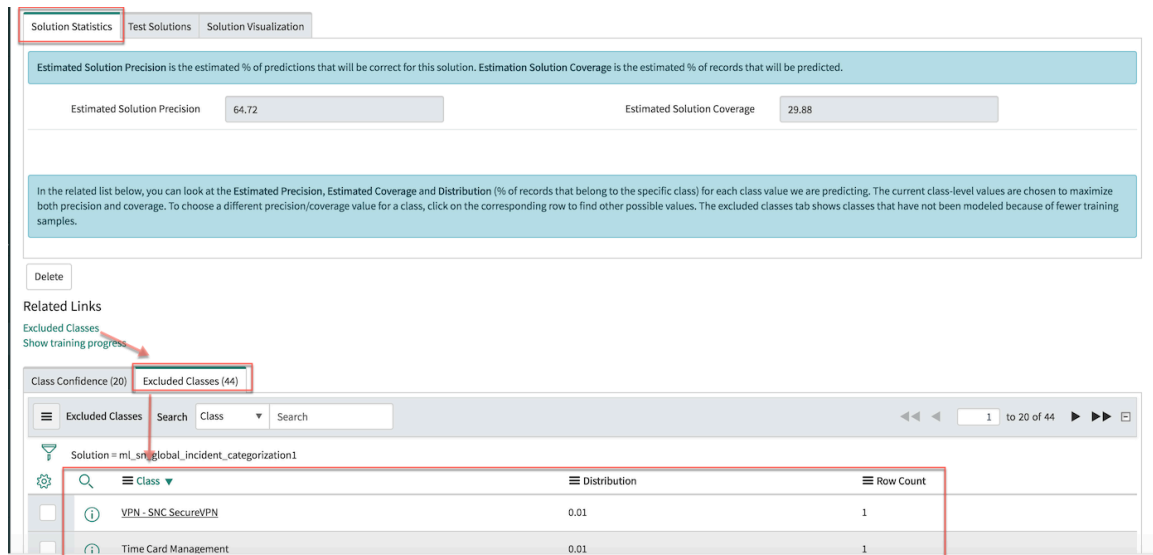 Solution Statistics
Test Solutions
Solution Visualization
Estimated Solution Precision is the estimated % of predictions that will be correct for this solution. Estimation Solution Coverage is the estimated % of records that will be predicted.
Estimated Solution Precision 64.72 Estimated Solution Coverage 29.88
In the related list below, you can look at the Estimated Precision, Estimated Coverage and Distribution (% of records that belong to the specific class) for each class value we are predicting. The current class-level values are chosen to maximize
both precision and coverage. To choose a different precision/coverage value for a class, click on the corresponding row to find other possible values. The excluded classes tab shows classes that have not been modeled because of fewer training
samples.
Delete
Related Links
Excluded Classes
Show training progress
Class Confidence (20)
Excluded Classes (44)
Excluded Classes Search Class Search 1 to 20 of 44
Solution = ml_sn_global_incident_categorization1
Class Distribution Row Count
VPN - SNC SecureVPN 0.01 1
Time Card Management 0.01 1